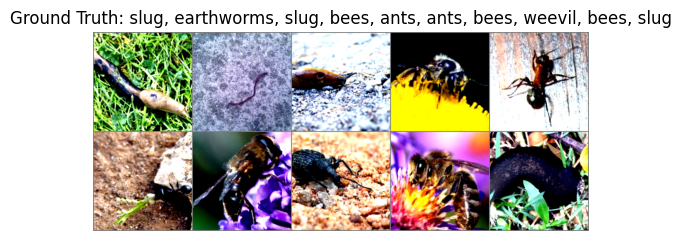 Ground Truth: slug, earthworms, slug, bees, ants, ants, bees, weevil, bees, slug